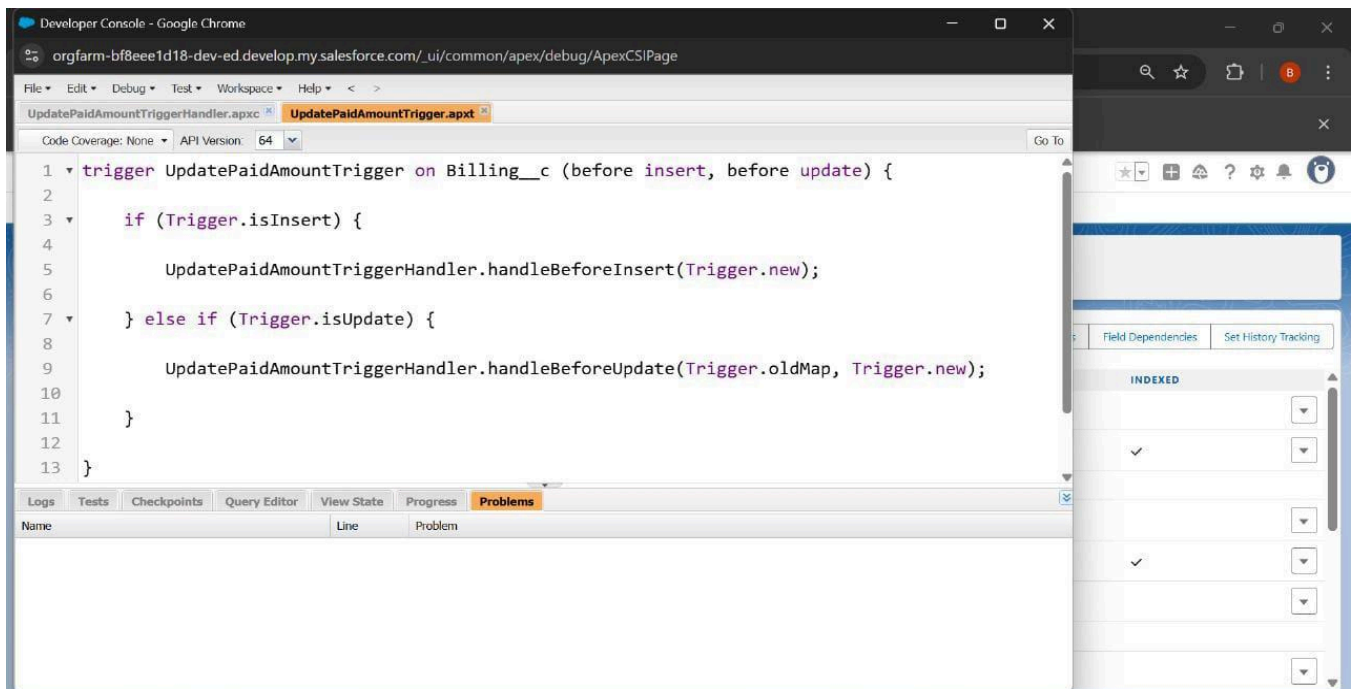 Developer Console - Google Chrome
orgfarm-bf8eee1d18-dev-ed.develop.my.salesforce.com/_ui/common/apex/debug/ApexCSIPage
File Edit Debug Test Workspace Help < >
UpdatePaidAmountTriggerHandler.apxc UpdatePaidAmountTrigger.apxt
Code Coverage: None API Version: 64 Go To
1 trigger UpdatePaidAmountTrigger on Billing__c (before insert, before update) {
2
3 if (Trigger.isInsert) {
4
5 UpdatePaidAmountTriggerHandler.handleBeforeInsert(Trigger.new);
6
7 } else if (Trigger.isUpdate) {
8
9 UpdatePaidAmountTriggerHandler.handleBeforeUpdate(Trigger.oldMap, Trigger.new);
10
11 }
12
13 }
Logs Tests Checkpoints Query Editor View State Progress Problems
Name Line Problem
B
Field Dependencies Set History Tracking
INDEXED